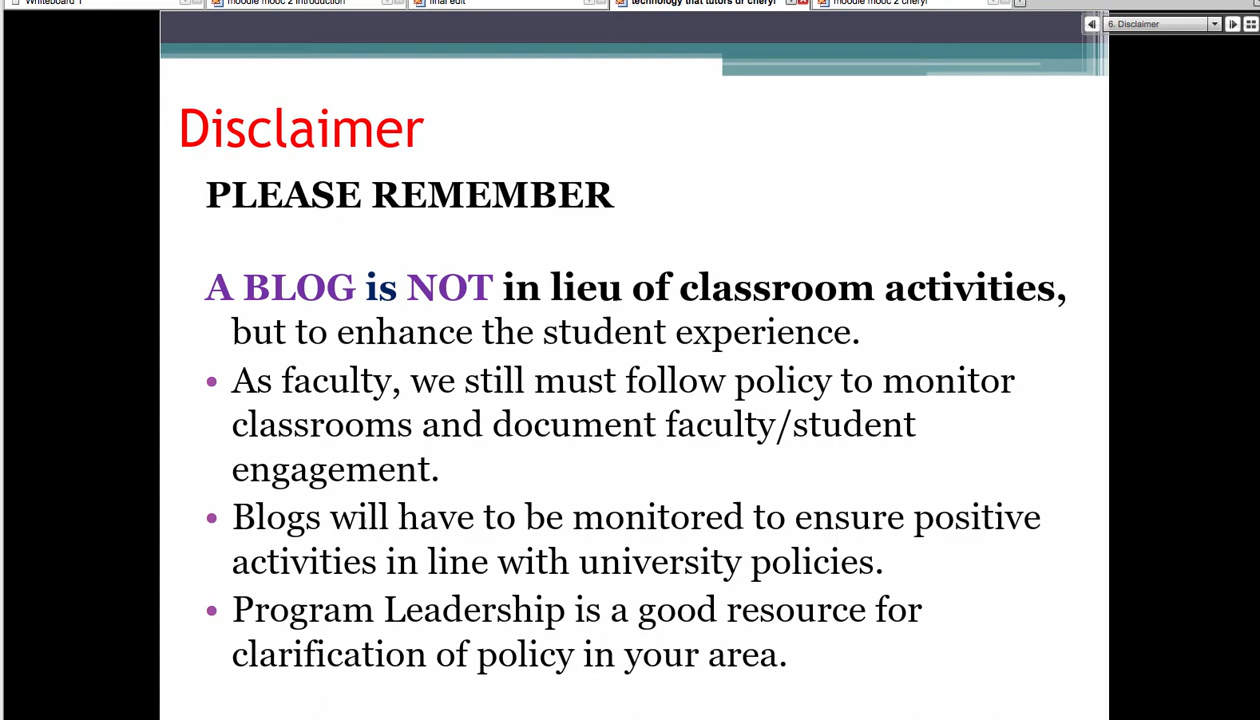 Whiteboard 1
moodle mooc 2 introduction
final edit
technology that tutors dr cheryl
moodle mooc 2 cheryl
6. Disclaimer
Disclaimer
PLEASE REMEMBER
A BLOG is NOT in lieu of classroom activities,
but to enhance the student experience.
• As faculty, we still must follow policy to monitor
classrooms and document faculty/student
engagement.
• Blogs will have to be monitored to ensure positive
activities in line with university policies.
• Program Leadership is a good resource for
clarification of policy in your area.